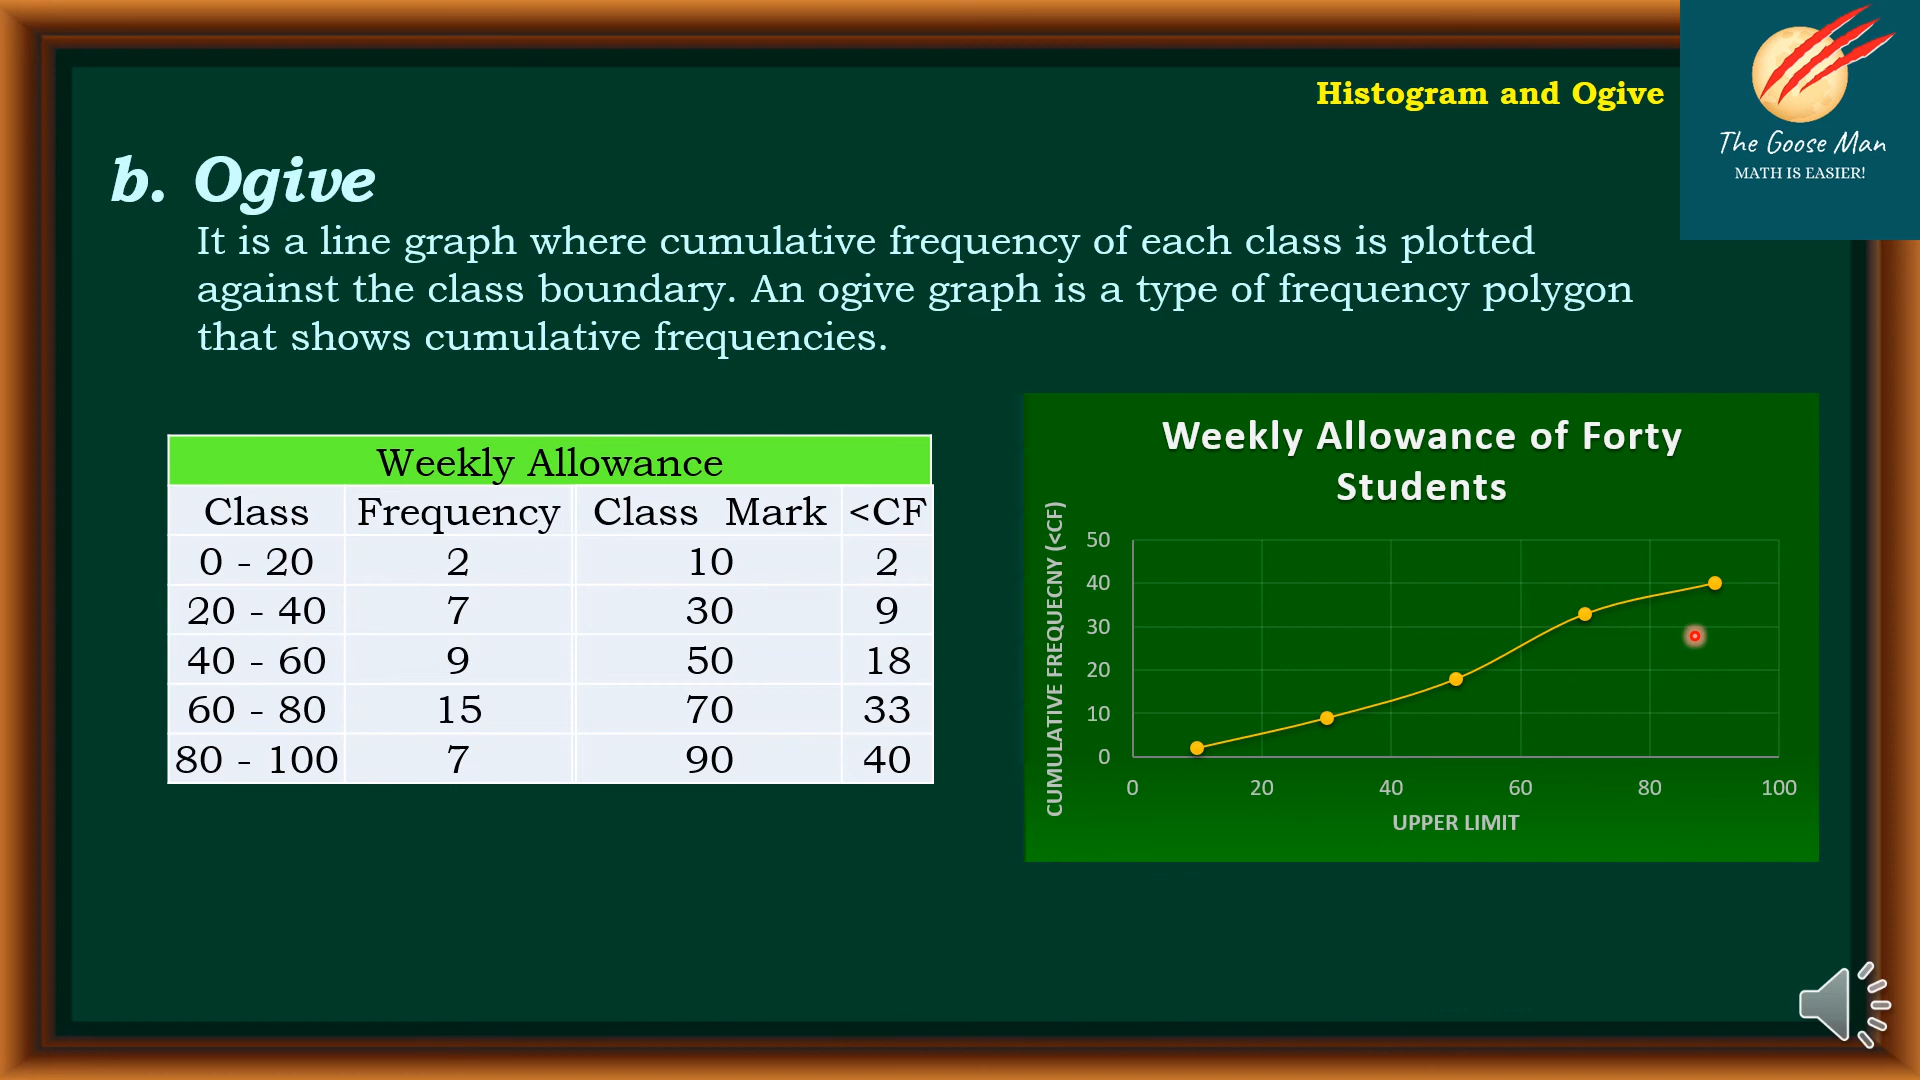 Histogram and Ogive
The Goose Man
MATH IS EASIER!
b. Ogive
It is a line graph where cumulative frequency of each class is plotted
against the class boundary. An ogive graph is a type of frequency polygon
that shows cumulative frequencies.
Weekly Allowance
Class Frequency Class Mark <CF
0 - 20 2 10 2
20 - 40 7 30 9
40 - 60 9 50 18
60 - 80 15 70 33
80 - 100 7 90 40
Weekly Allowance of Forty
Students
CUMULATIVE FREQUECNY (<CF)
50
40
30
20
10
0
0 20 40 60 80 100
UPPER LIMIT